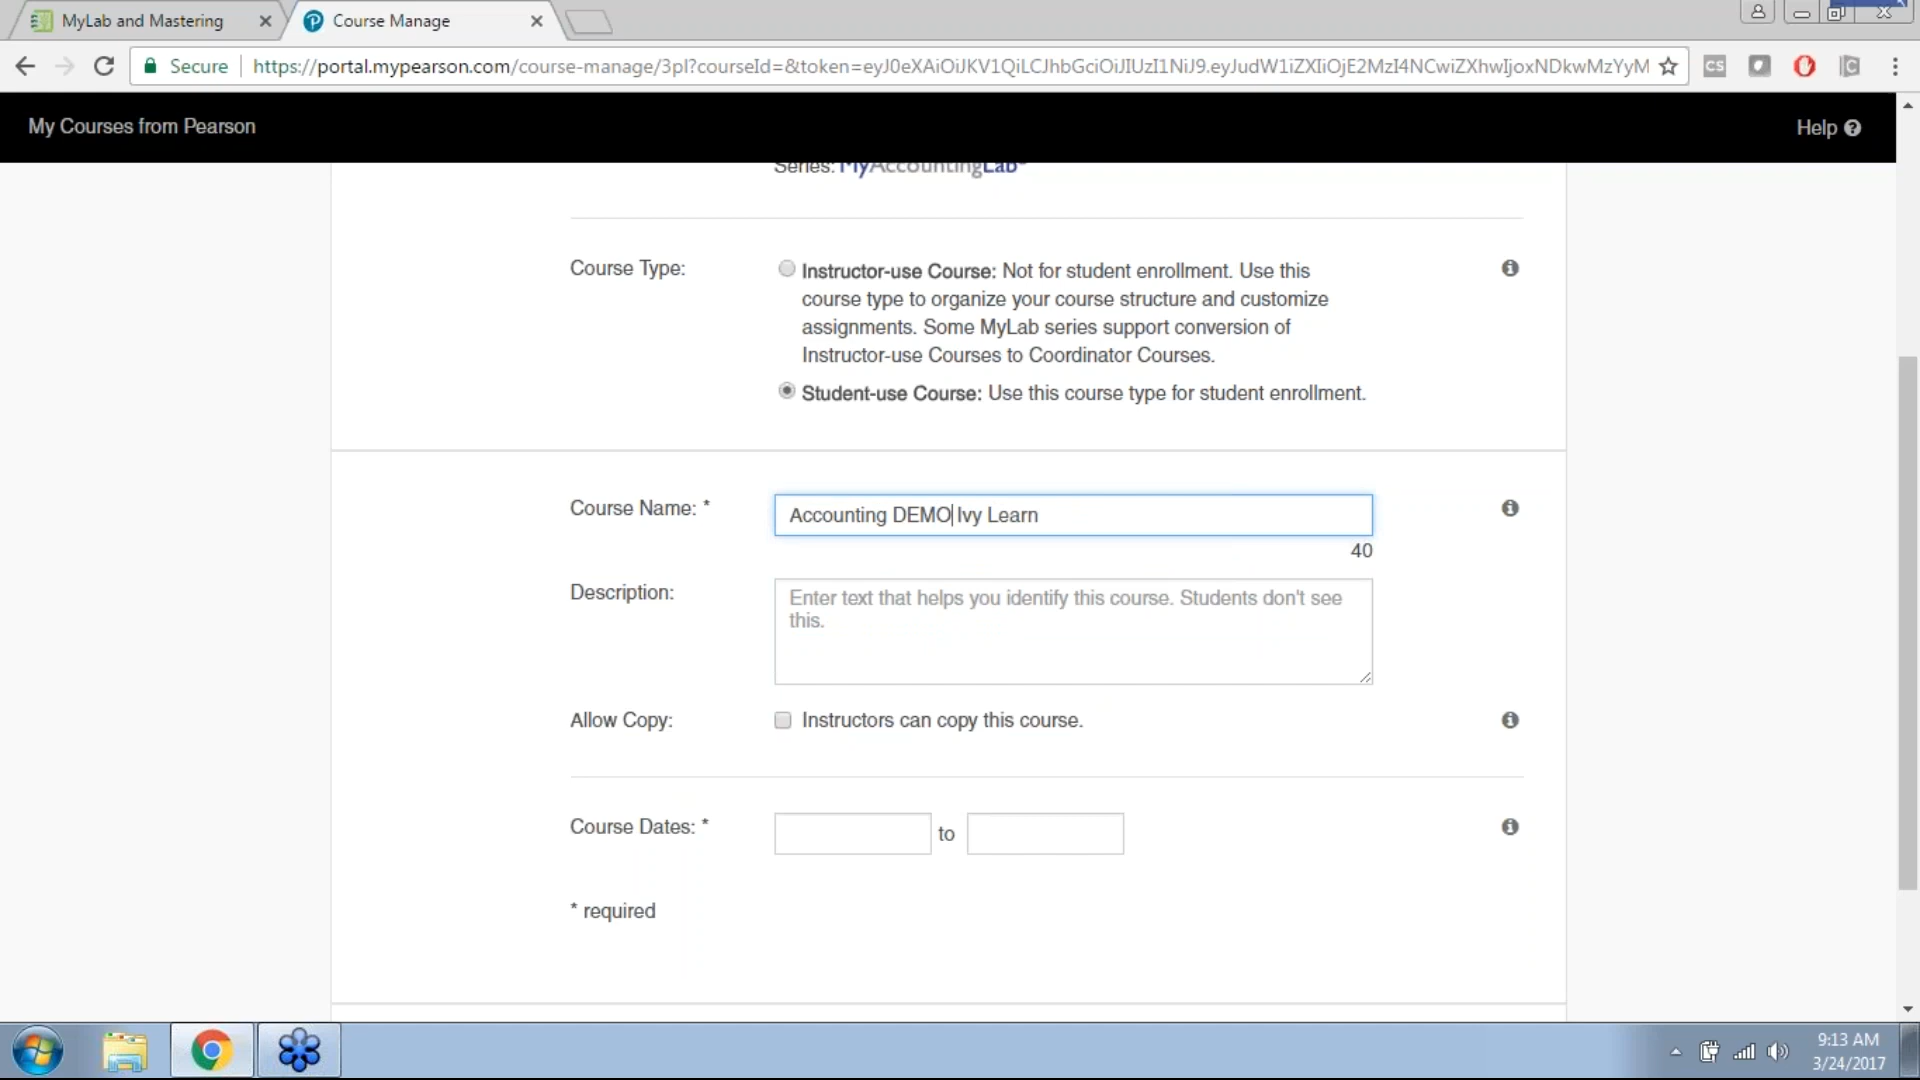 MyLab and Mastering
Course Manage
Secure
https://portal.mypearson.com/course-manage/3pl?courseId=&token=eyJ0eXAiOiJKV1QiLCJhbGciOiJIUzI1NiJ9.eyJudW1iZXIiOjE2MzI4NCwiZXhwIjoxNDkwMzYyM
CS
My Courses from Pearson
Help
Series: MyAccountingLab
Course Type:
Instructor-use Course: Not for student enrollment. Use this
course type to organize your course structure and customize
assignments. Some MyLab series support conversion of
Instructor-use Courses to Coordinator Courses.
Student-use Course: Use this course type for student enrollment.
Course Name: *
Accounting DEMO Ivy Learn
40
Description:
Enter text that helps you identify this course. Students don't see
this.
Allow Copy:
Instructors can copy this course.
Course Dates: *
to
* required
9:13 AM
3/24/2017